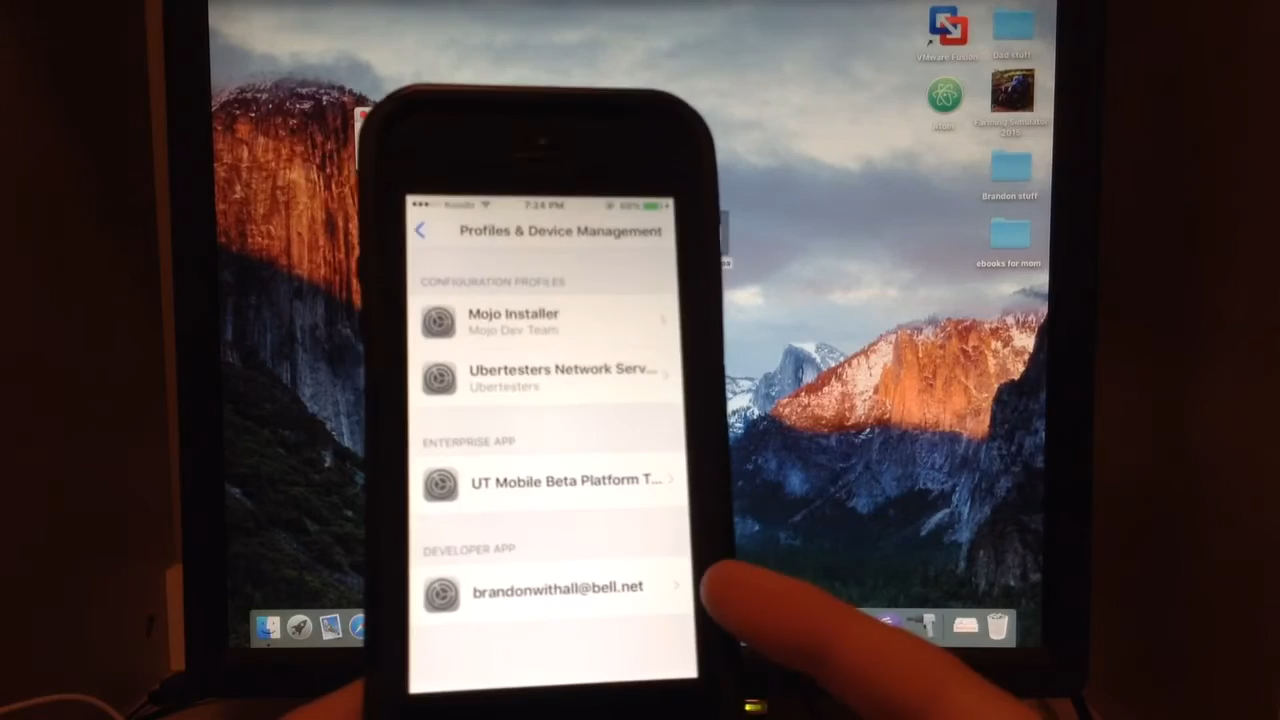 VMware Fusion
Dad stuff
Atom
Farming Simulator
2015
Brandon stuff
ebooks for mom
7:24 PM
Profiles & Device Management
CONFIGURATION PROFILES
Mojo Installer
Mojo Dev Team
Ubertesters Network Serv...
Ubertesters
ENTERPRISE APP
UT Mobile Beta Platform T...
DEVELOPER APP
brandonwithall@bell.net